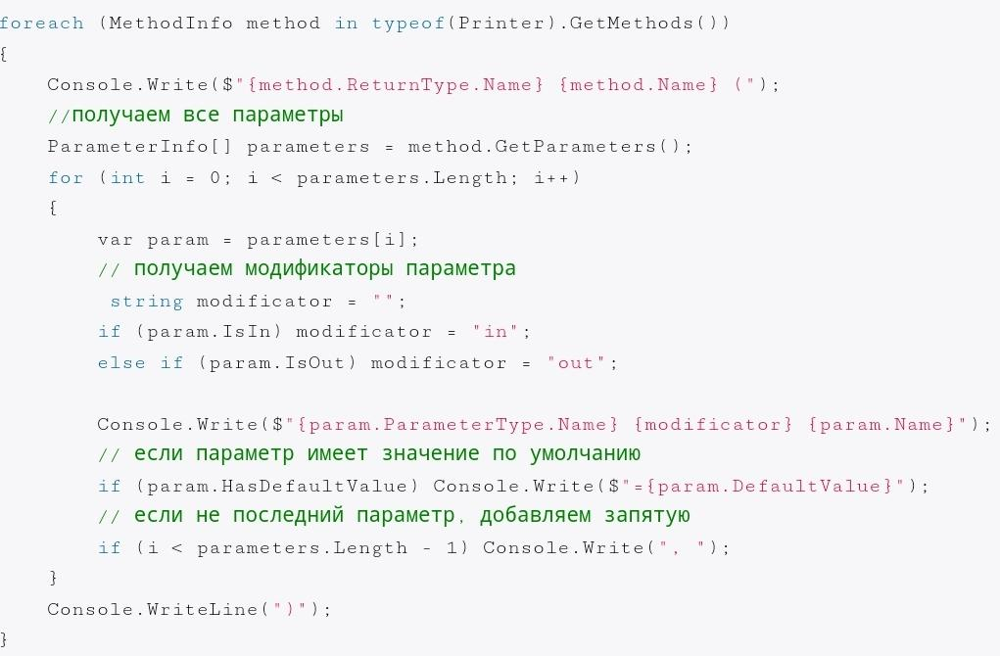 foreach (MethodInfo method in typeof(Printer).GetMethods())
{
    Console.Write($"{method.ReturnType.Name} {method.Name} (");
    //получаем все параметры
    ParameterInfo[] parameters = method.GetParameters();
    for (int i = 0; i < parameters.Length; i++)
    {
        var param = parameters[i];
        // получаем модификаторы параметра
         string modificator = "";
        if (param.IsIn) modificator = "in";
        else if (param.IsOut) modificator = "out";

        Console.Write($"{param.ParameterType.Name} {modificator} {param.Name}");
        // если параметр имеет значение по умолчанию
        if (param.HasDefaultValue) Console.Write($"={param.DefaultValue}");
        // если не последний параметр, добавляем запятую
        if (i < parameters.Length - 1) Console.Write(", ");
    }
    Console.WriteLine(")");
}